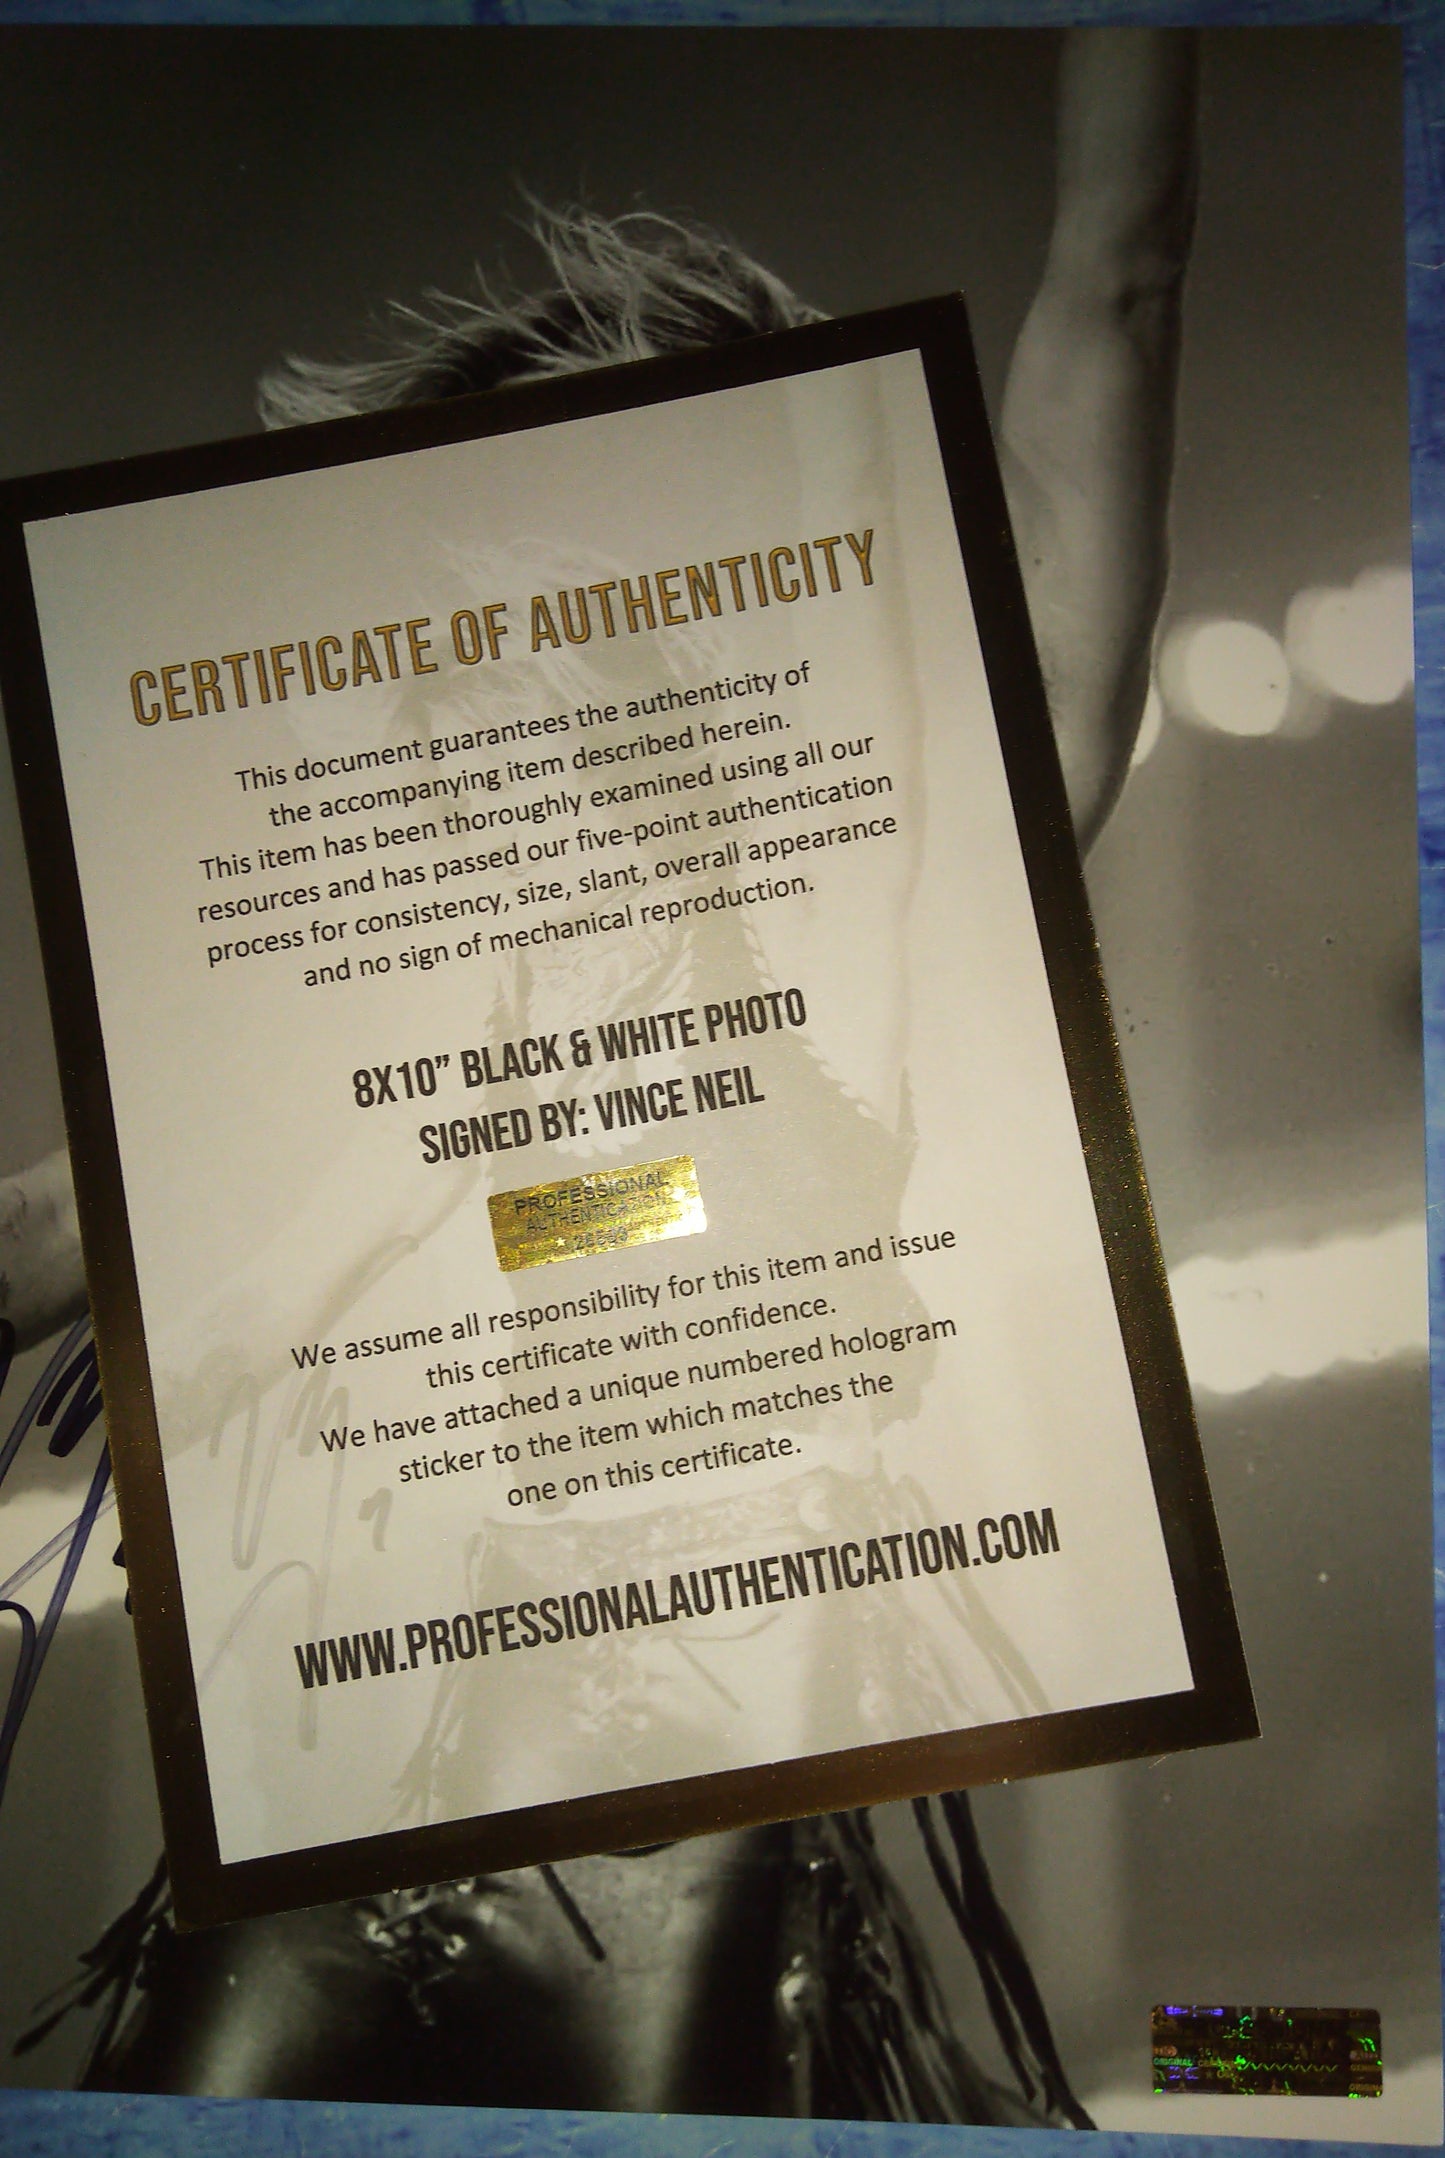 CERTIFICATE OF AUTHENTICITY
This document guarantees the authenticity of
the accompanying item described herein.
This item has been thoroughly examined using all our
resources and has passed our five-point authentication
process for consistency, size, slant, overall appearance
and no sign of mechanical reproduction.
8X10” BLACK & WHITE PHOTO
SIGNED BY: VINCE NEIL
PROFESSIONAL
AUTHENTICATION
We assume all responsibility for this item and issue
this certificate with confidence.
We have attached a unique numbered hologram
sticker to the item which matches the
one on this certificate.
WWW.PROFESSIONALAUTHENTICATION.COM
ORIGINAL